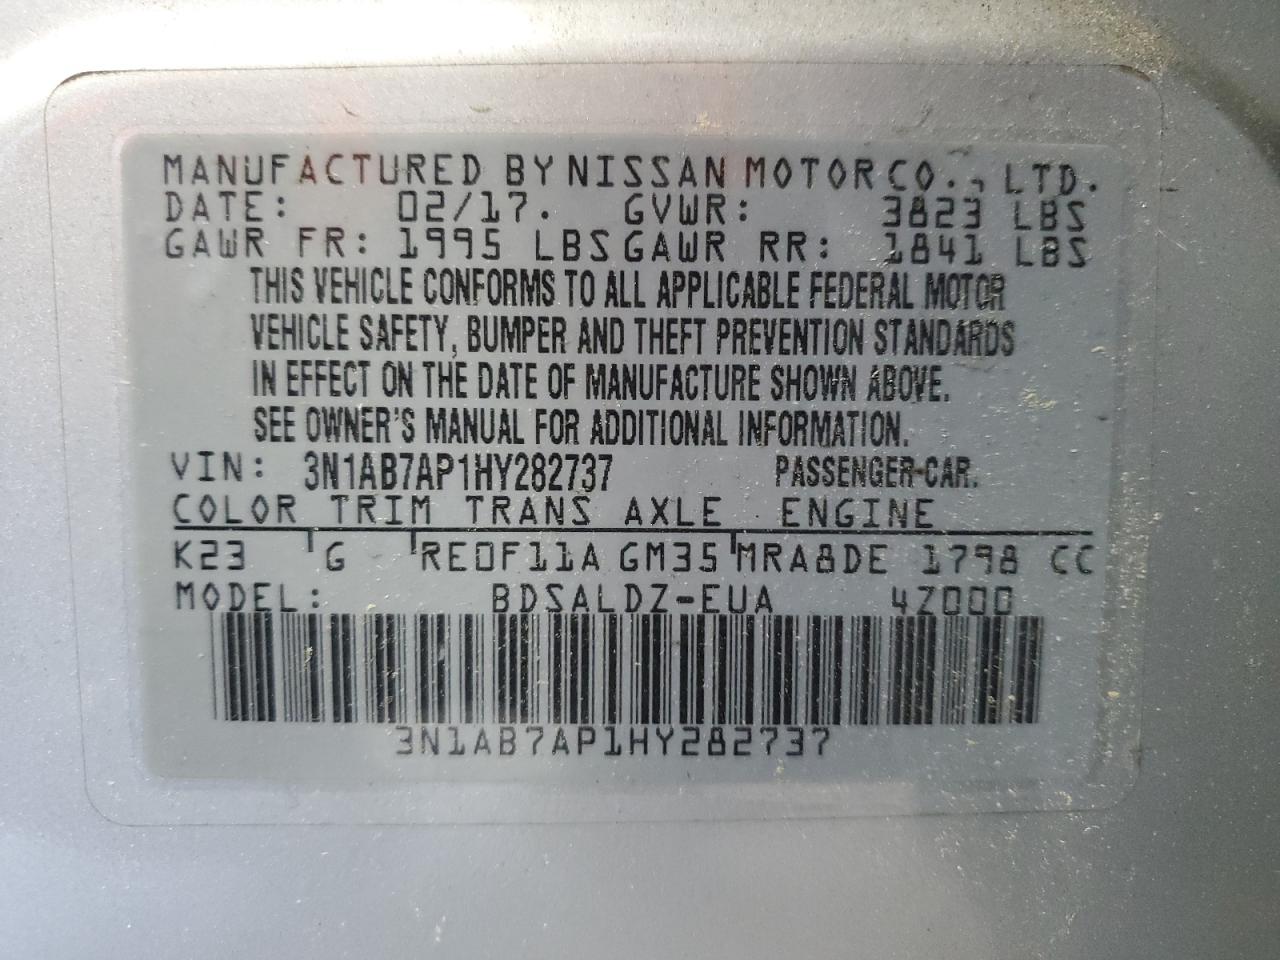 MANUFACTURED BY NISSAN MOTOR CO., LTD.
DATE: 02/17. GVWR: 3823 LBS
GAWR FR: 1995 LBS GAWR RR: 1841 LBS
THIS VEHICLE CONFORMS TO ALL APPLICABLE FEDERAL MOTOR
VEHICLE SAFETY, BUMPER AND THEFT PREVENTION STANDARDS
IN EFFECT ON THE DATE OF MANUFACTURE SHOWN ABOVE.
SEE OWNER'S MANUAL FOR ADDITIONAL INFORMATION.
VIN: 3N1AB7AP1HY282737 PASSENGER-CAR.
COLOR TRIM TRANS AXLE ENGINE
K23 G RE0F11A GM35 MRA8DE 1798 CC
MODEL: BDSALDZ-EUA 4Z000
3N1AB7AP1HY282737